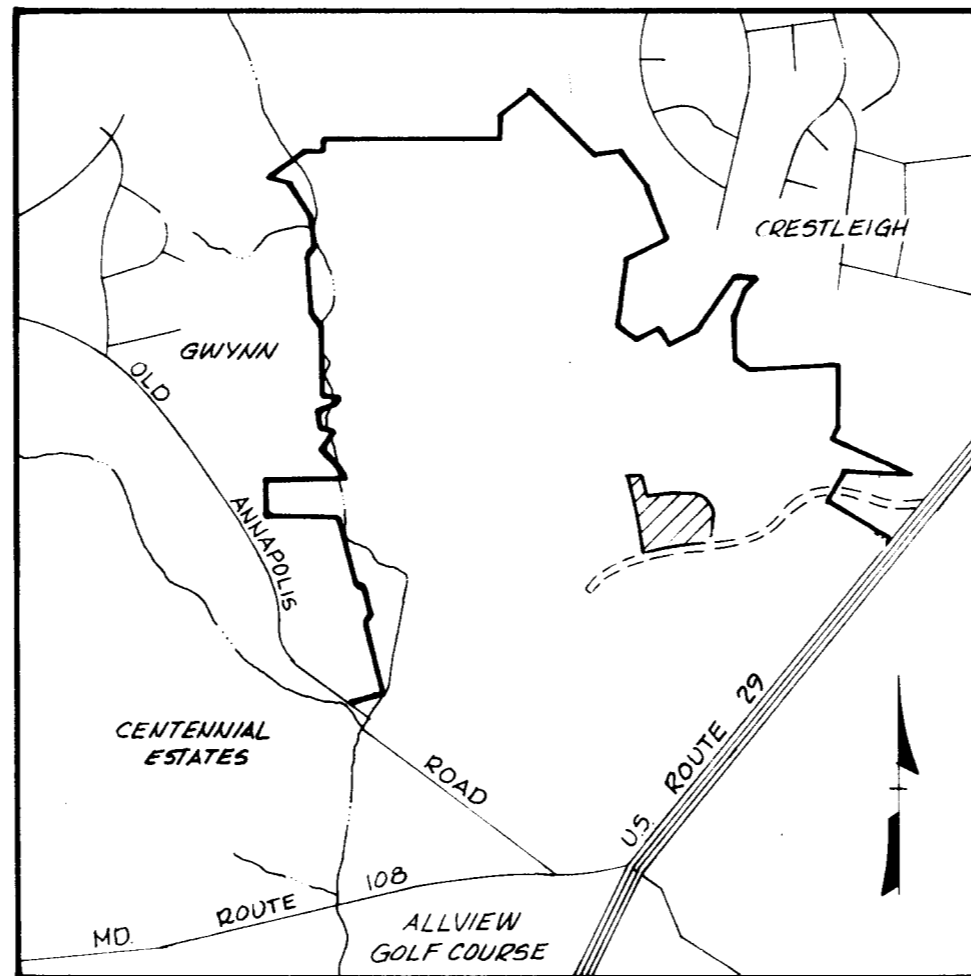 CRESTLEIGH
GWYNN
OLD
ANNAPOLIS
ROAD
CENTENNIAL
ESTATES
U.S. ROUTE 29
MD. ROUTE 108
ALLVIEW
GOLF COURSE